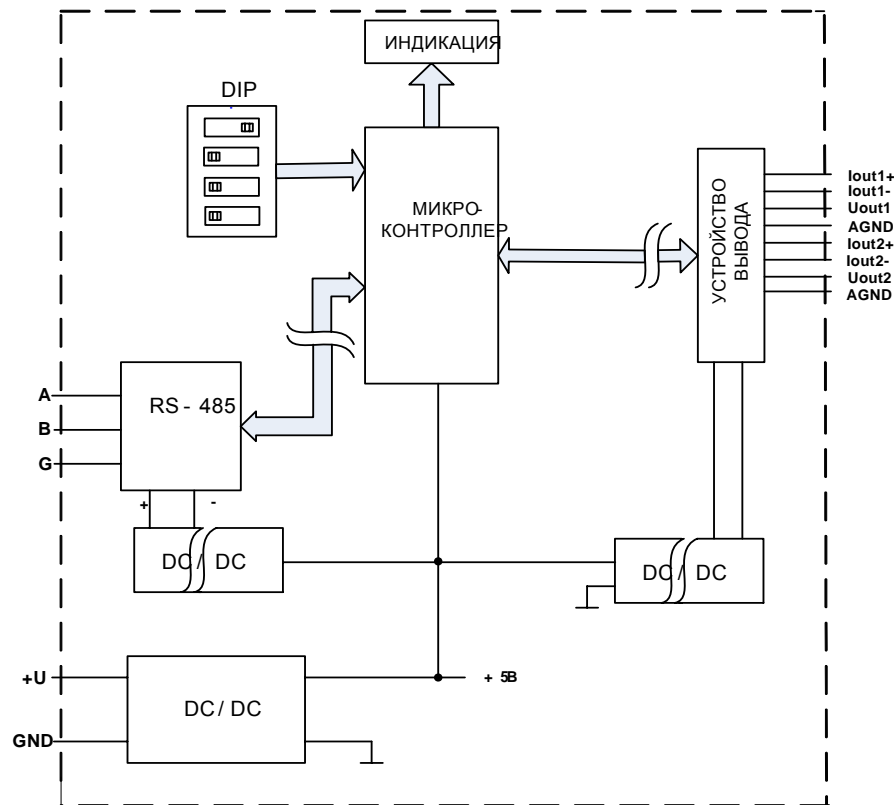 ИНДИКАЦИЯ
DIP
МИКРО-
КОНТРОЛЛЕР
УСТРОЙСТВО
ВЫВОДА
Iout1+
Iout1-
Uout1
AGND
Iout2+
Iout2-
Uout2
AGND
A
B
G
RS - 485
+ -
DC / DC
DC / DC
+U
GND
DC / DC
+ 5В